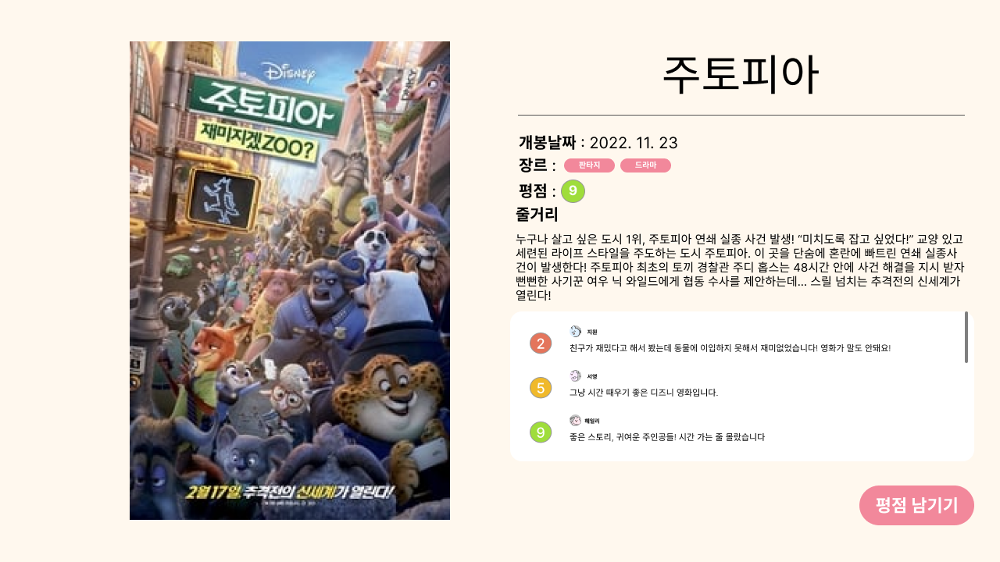 DISNEY
주토피아
재미지겠ZOO?
2월 17일, 추격전의 신세계가 열린다!
주토피아
개봉날짜 : 2022. 11. 23
장르 : 판타지 드라마
평점 : 9
줄거리
누구나 살고 싶은 도시 1위, 주토피아 연쇄 실종 사건 발생! “미치도록 잡고 싶었다!” 교양 있고
세련된 라이프 스타일을 주도하는 도시 주토피아. 이 곳을 단숨에 혼란에 빠트린 연쇄 실종사
건이 발생한다! 주토피아 최초의 토끼 경찰관 주디 홉스는 48시간 안에 사건 해결을 지시 받자
뻔뻔한 사기꾼 여우 닉 와일드에게 협동 수사를 제안하는데… 스릴 넘치는 추격전의 신세계가
열린다!
지원
2 친구가 재밌다고 해서 봤는데 동물에 이입하지 못해서 재미없었습니다! 영화가 말도 안돼요!
서영
5 그냥 시간 때우기 좋은 디즈니 영화입니다.
헤일리
9 좋은 스토리, 귀여운 주인공들! 시간 가는 줄 몰랐습니다
평점 남기기